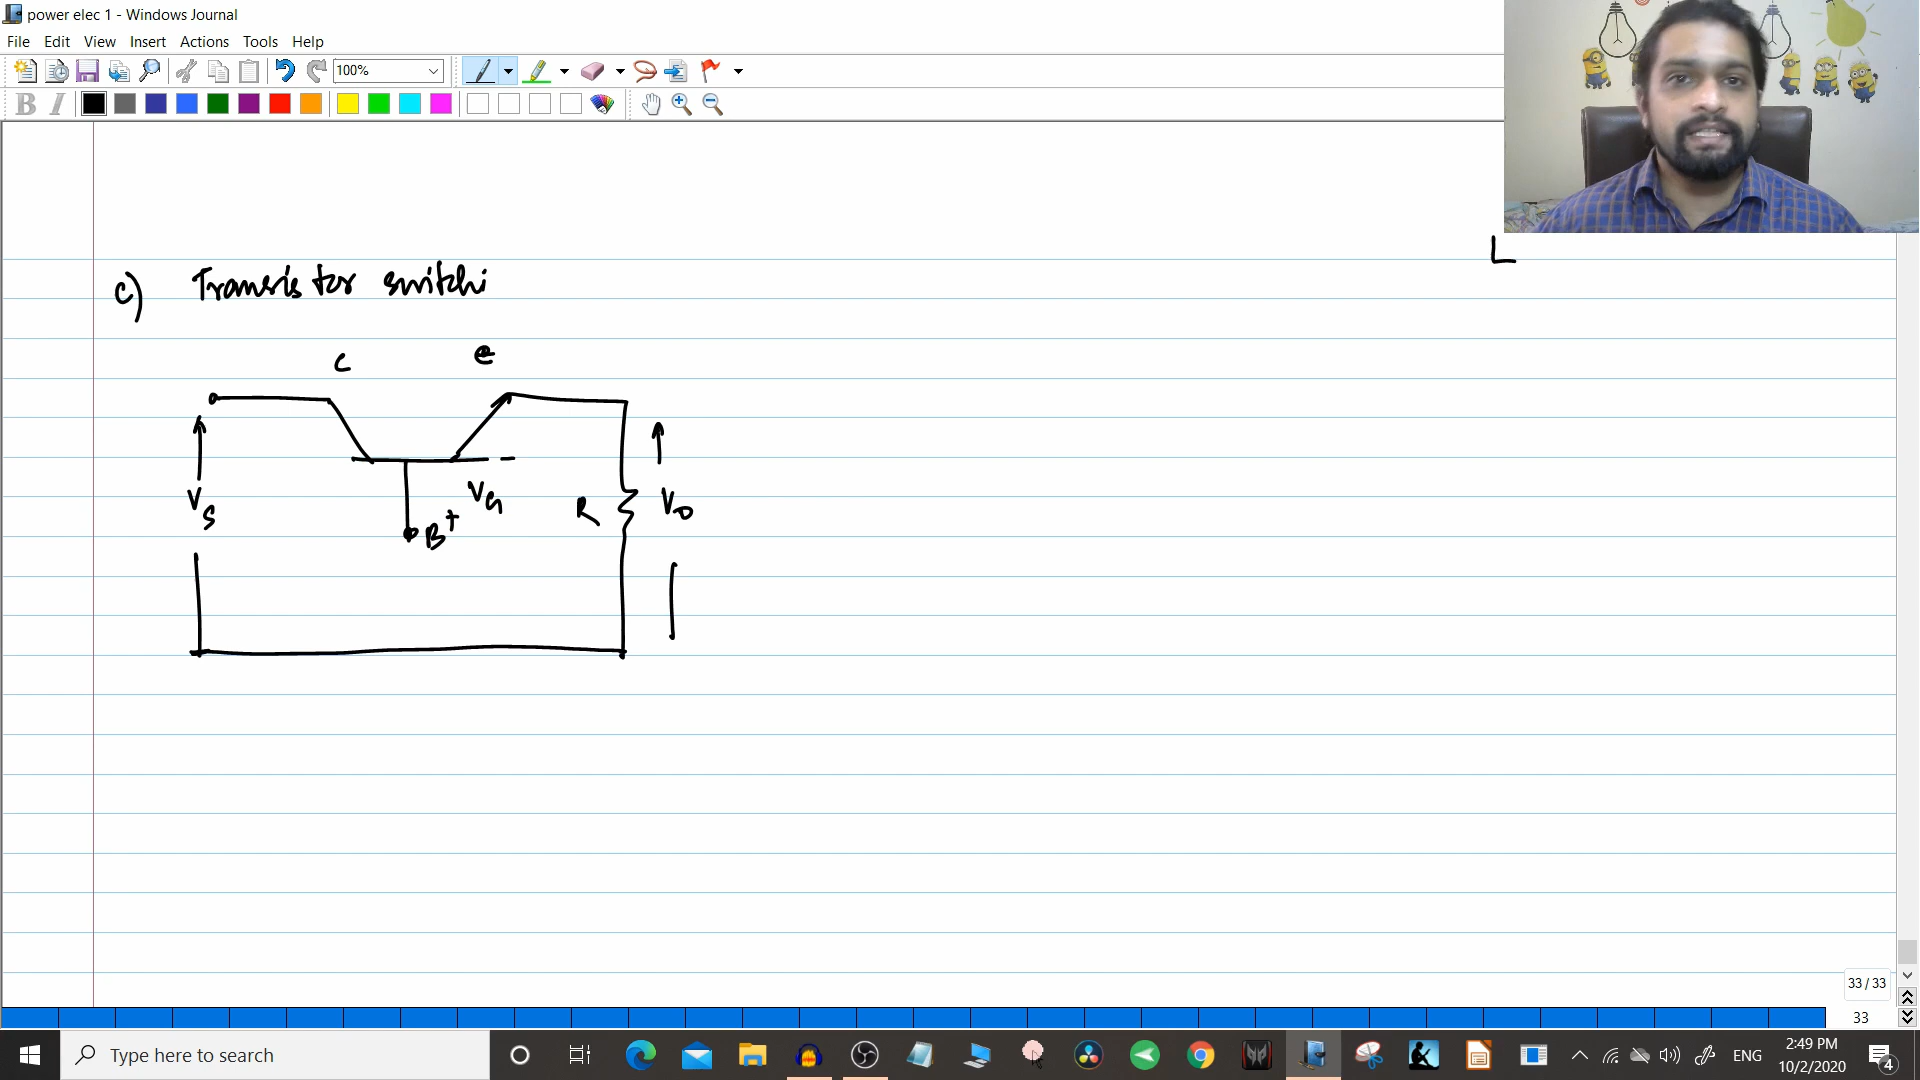 power elec 1 - Windows Journal
File Edit View Insert Actions Tools Help
100%
B I
L
c) Transistor switchi
c e
Vs
VG
B+
R
Vo
33 / 33
33
Type here to search
ENG
2:49 PM
10/2/2020
4